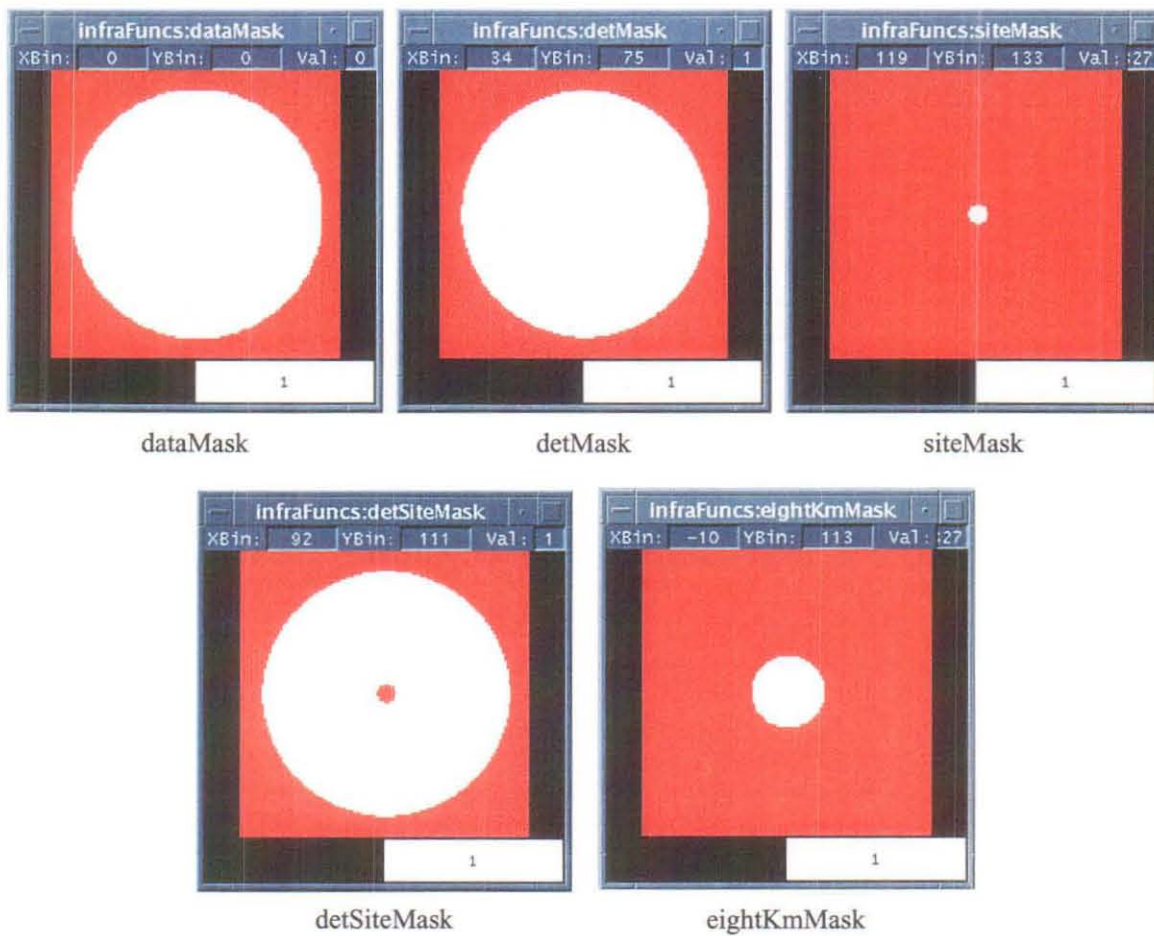 infraFuncs:dataMask
XBin: 0 YBin: 0 Val: 0
1
dataMask
infraFuncs:detMask
XBin: 34 YBin: 75 Val: 1
1
detMask
infraFuncs:siteMask
XBin: 119 YBin: 133 Val: :27
1
siteMask
infraFuncs:detSiteMask
XBin: 92 YBin: 111 Val: 1
1
detSiteMask
infraFuncs:eightKmMask
XBin: -10 YBin: 113 Val: :27
1
eightKmMask